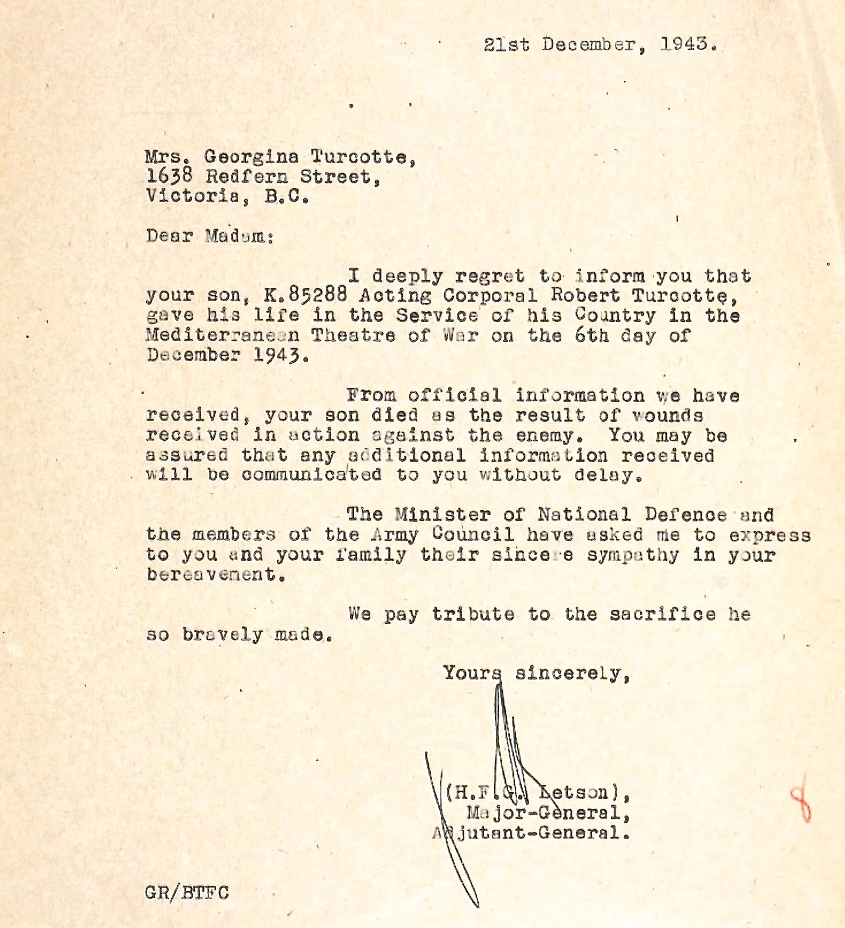 21st December, 1943.
Mrs. Georgina Turcotte,
1638 Redfern Street,
Victoria, B.C.
Dear Madam:
I deeply regret to inform you that
your son, K.85288 Acting Corporal Robert Turcotte,
gave his life in the Service of his Country in the
Mediterranean Theatre of War on the 6th day of
December 1943.
From official information we have
received, your son died as the result of wounds
received in action against the enemy. You may be
assured that any additional information received
will be communicated to you without delay.
The Minister of National Defence and
the members of the Army Council have asked me to express
to you and your family their sincere sympathy in your
bereavement.
We pay tribute to the sacrifice he
so bravely made.
Yours sincerely,
(H.F.G. Letson),
Major-General,
Adjutant-General.
8
GR/BTFC